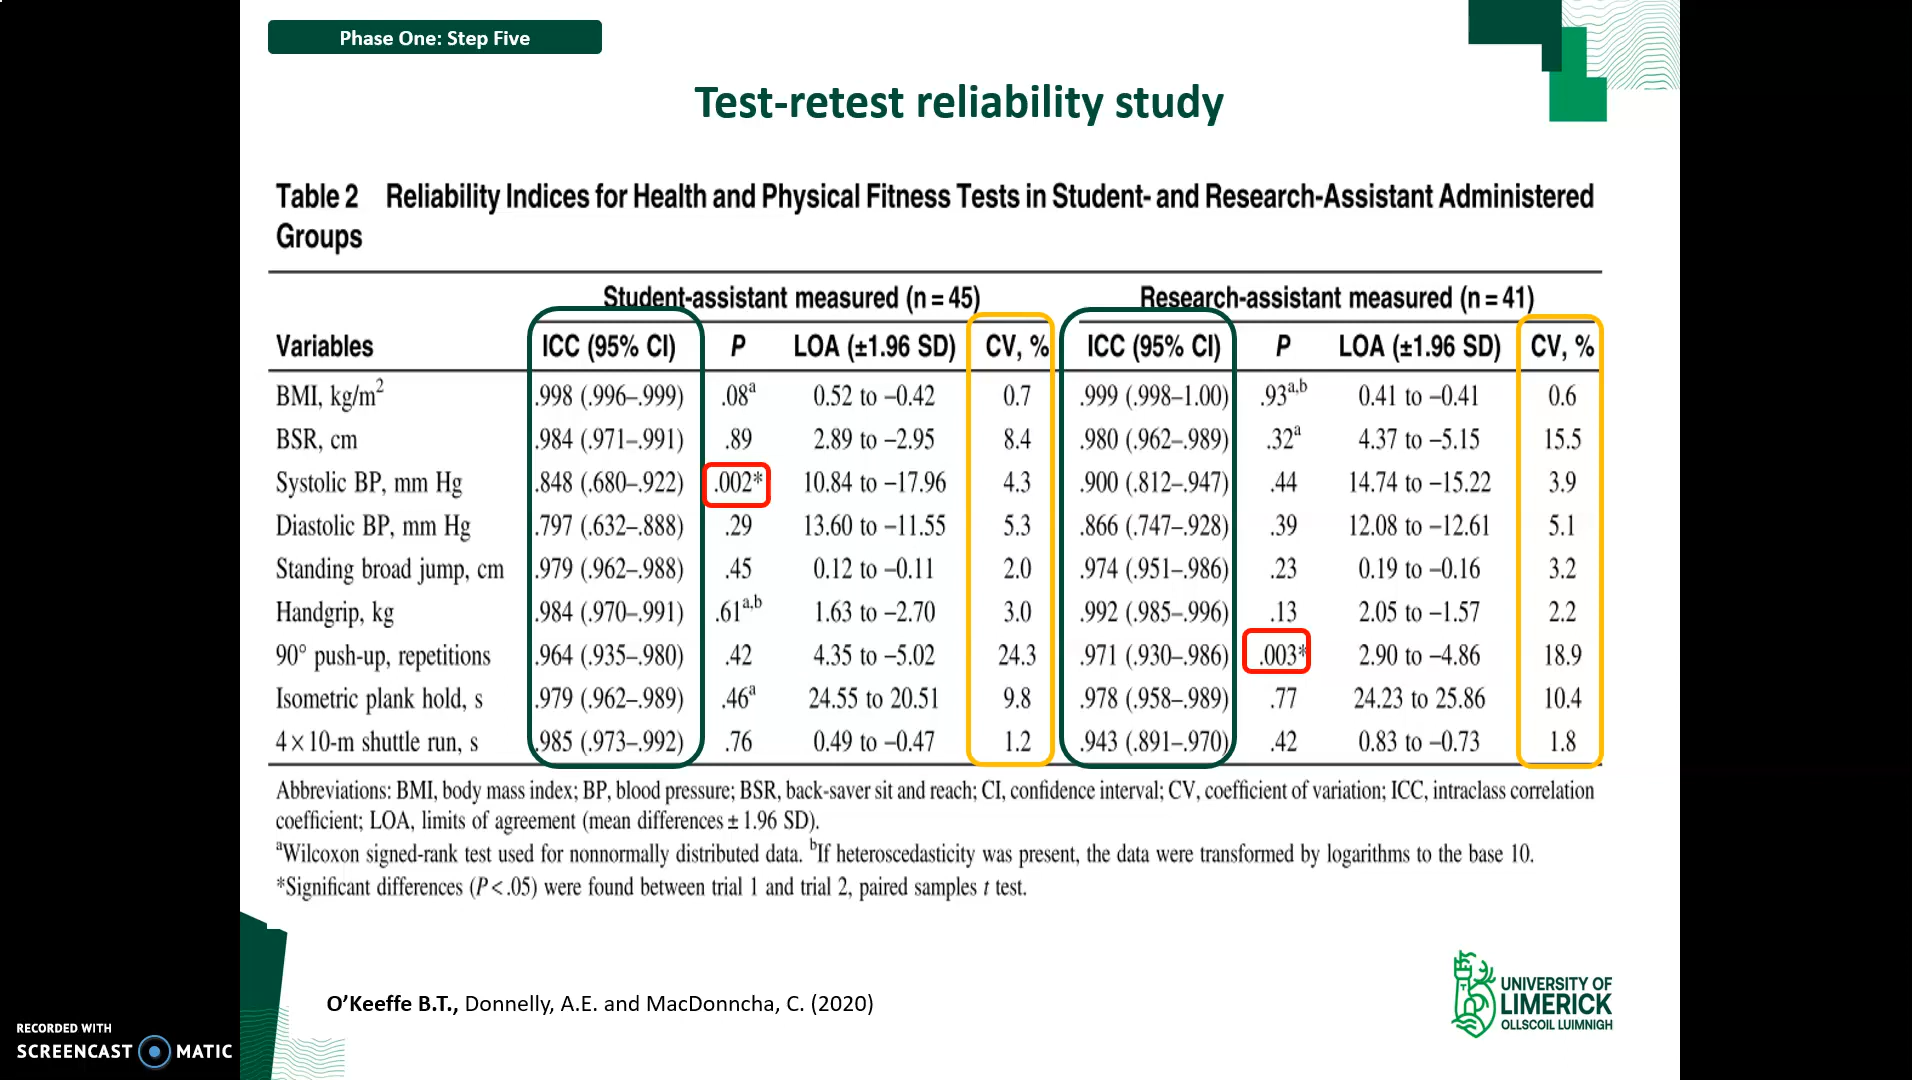 Phase One: Step Five
Test-retest reliability study
Table 2 Reliability Indices for Health and Physical Fitness Tests in Student- and Research-Assistant Administered
Groups
Student-assistant measured (n = 45) Research-assistant measured (n = 41)
Variables ICC (95% CI) P LOA (±1.96 SD) CV, % ICC (95% CI) P LOA (±1.96 SD) CV, %
BMI, kg/m² .998 (.996–.999) .08ᵃ 0.52 to –0.42 0.7 .999 (.998–1.00) .93ᵃ,ᵇ 0.41 to –0.41 0.6
BSR, cm .984 (.971–.991) .89 2.89 to –2.95 8.4 .980 (.962–.989) .32ᵃ 4.37 to –5.15 15.5
Systolic BP, mm Hg .848 (.680–.922) .002* 10.84 to –17.96 4.3 .900 (.812–.947) .44 14.74 to –15.22 3.9
Diastolic BP, mm Hg .797 (.632–.888) .29 13.60 to –11.55 5.3 .866 (.747–.928) .39 12.08 to –12.61 5.1
Standing broad jump, cm .979 (.962–.988) .45 0.12 to –0.11 2.0 .974 (.951–.986) .23 0.19 to –0.16 3.2
Handgrip, kg .984 (.970–.991) .61ᵃ,ᵇ 1.63 to –2.70 3.0 .992 (.985–.996) .13 2.05 to –1.57 2.2
90° push-up, repetitions .964 (.935–.980) .42 4.35 to –5.02 24.3 .971 (.930–.986) .003* 2.90 to –4.86 18.9
Isometric plank hold, s .979 (.962–.989) .46ᵃ 24.55 to 20.51 9.8 .978 (.958–.989) .77 24.23 to 25.86 10.4
4 × 10-m shuttle run, s .985 (.973–.992) .76 0.49 to –0.47 1.2 .943 (.891–.970) .42 0.83 to –0.73 1.8
Abbreviations: BMI, body mass index; BP, blood pressure; BSR, back-saver sit and reach; CI, confidence interval; CV, coefficient of variation; ICC, intraclass correlation
coefficient; LOA, limits of agreement (mean differences ± 1.96 SD).
ᵃWilcoxon signed-rank test used for nonnormally distributed data. ᵇIf heteroscedasticity was present, the data were transformed by logarithms to the base 10.
*Significant differences (P < .05) were found between trial 1 and trial 2, paired samples t test.
O'Keeffe B.T., Donnelly, A.E. and MacDonncha, C. (2020)
UNIVERSITY OF
LIMERICK
OLLSCOIL LUIMNIGH
RECORDED WITH
SCREENCAST MATIC